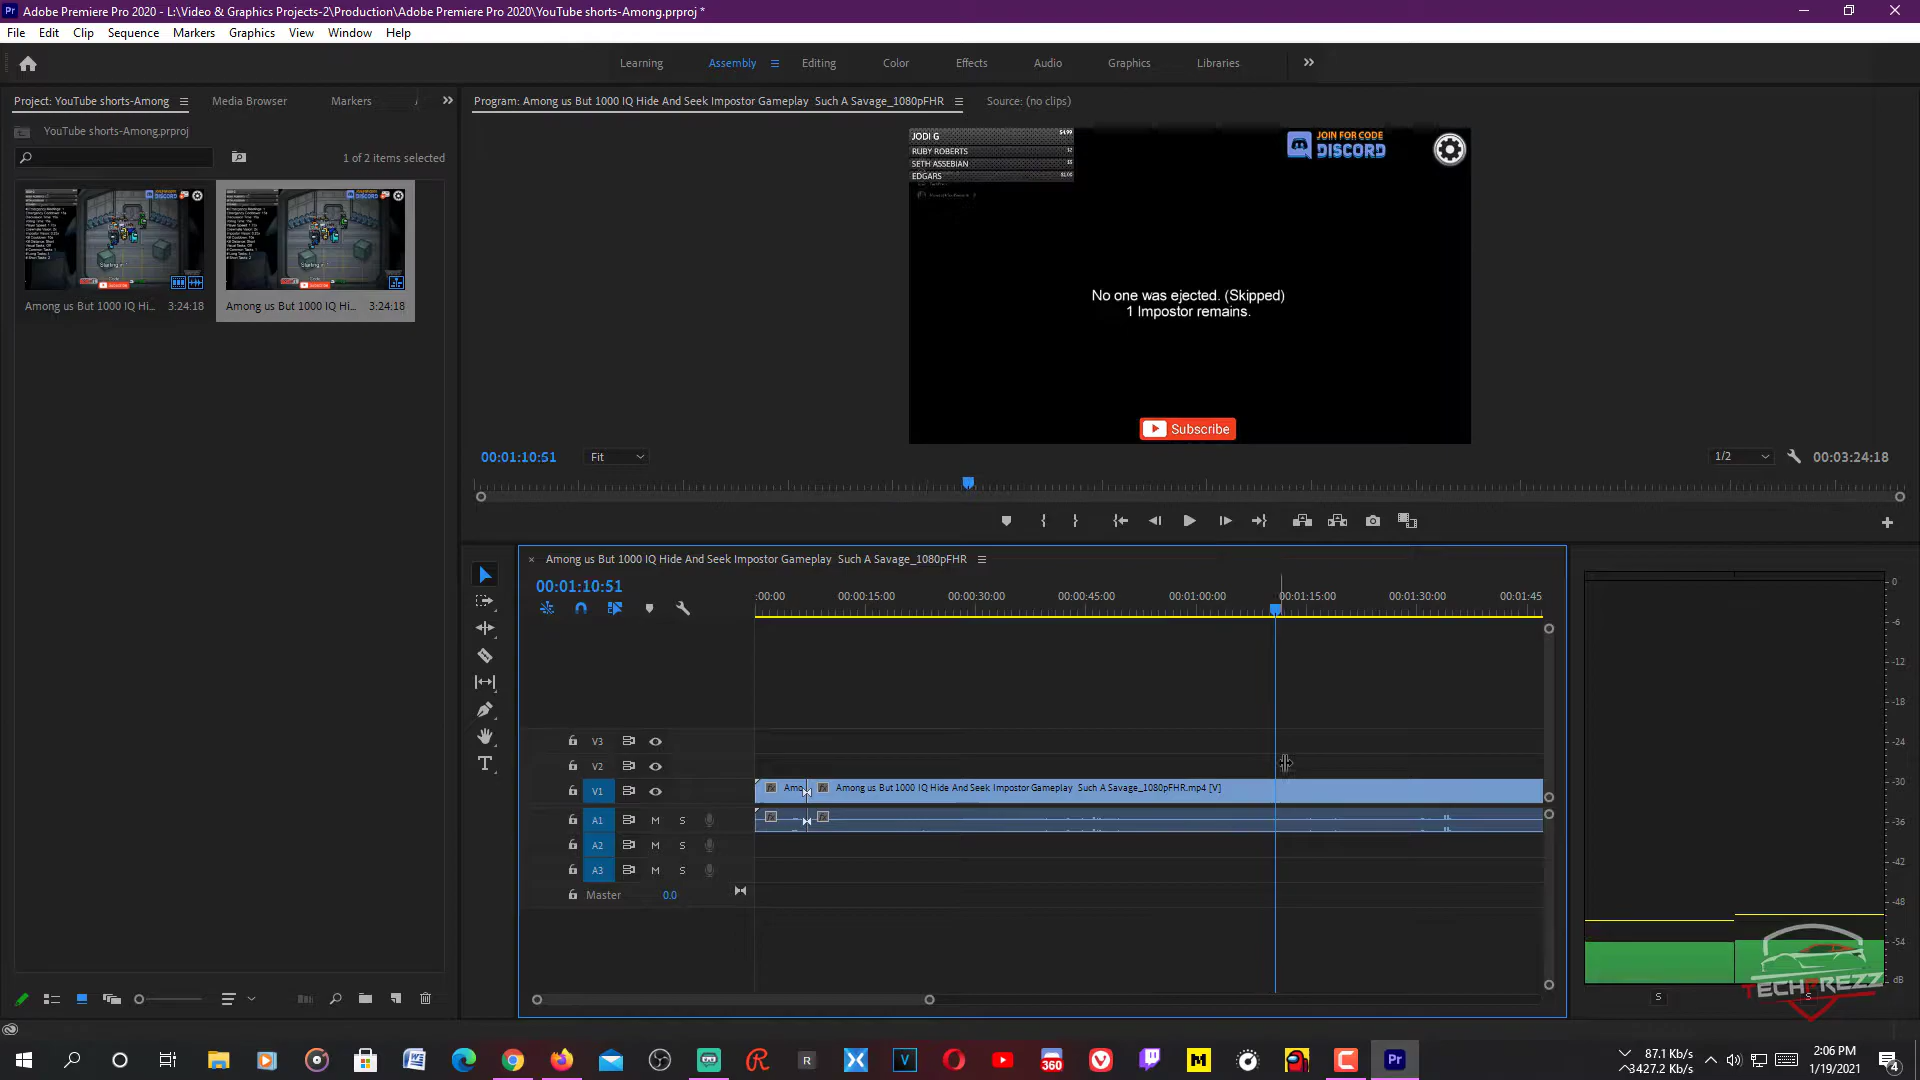 Adobe Premiere Pro 2020 - L:\Video & Graphics Projects-2\Production\Adobe Premiere Pro 2020\YouTube shorts-Among.prproj *
File Edit Clip Sequence Markers Graphics View Window Help
Learning Assembly Editing Color Effects Audio Graphics Libraries
Project: YouTube shorts-Among Media Browser Markers
Program: Among us But 1000 IQ Hide And Seek Impostor Gameplay Such A Savage_1080pFHR Source: (no clips)
YouTube shorts-Among.prproj
1 of 2 items selected
Among us But 1000 IQ Hi... 3:24:18
Among us But 1000 IQ Hi... 3:24:18
JODI G $4.99
RUBY ROBERTS
SETH ASSEBIAN
EDGARS
JOIN FOR CODE
DISCORD
No one was ejected. (Skipped)
1 Impostor remains.
Subscribe
00:01:10:51 Fit 1/2 00:03:24:18
Among us But 1000 IQ Hide And Seek Impostor Gameplay Such A Savage_1080pFHR
00:01:10:51
:00:00 00:00:15:00 00:00:30:00 00:00:45:00 00:01:00:00 00:01:15:00 00:01:30:00 00:01:45
V3
V2
V1
Amo
Among us But 1000 IQ Hide And Seek Impostor Gameplay Such A Savage_1080pFHR.mp4 [V]
A1 M S
A2 M S
A3 M S
Master 0.0
0
-6
-12
-18
-24
-30
-36
-42
-48
-54
dB
S S
TECHPREZZ
87.1 Kb/s
3427.2 Kb/s
2:06 PM
1/19/2021
4